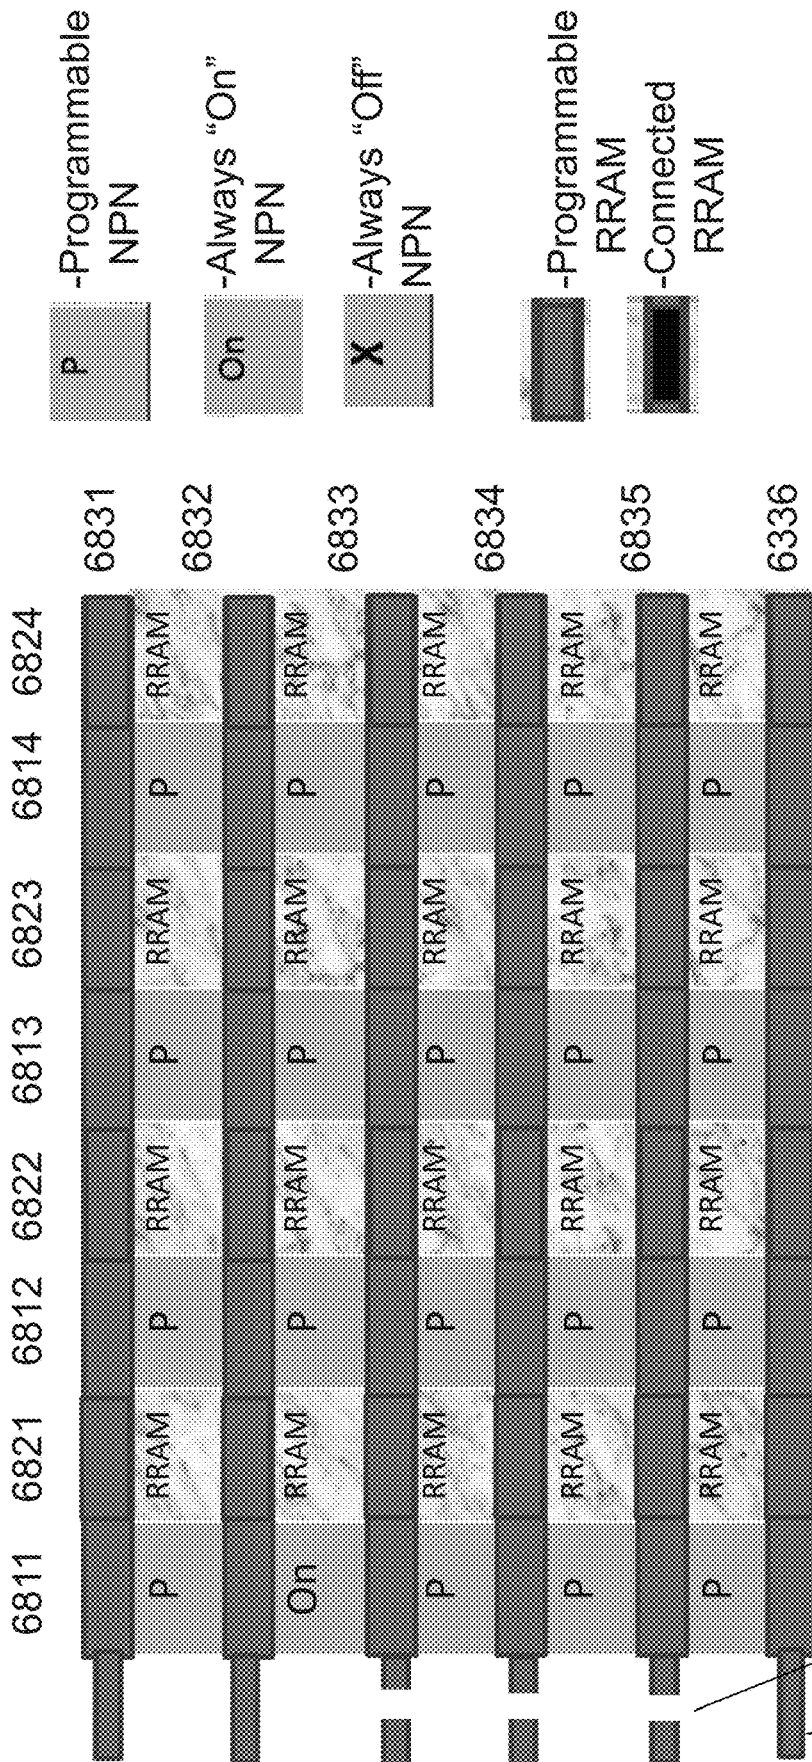 -Programmable
NPN
-Always "On"
NPN
-Always "Off"
NPN
-Programmable
RRAM
-Connected
RRAM
P
On
X
6811 6821 6812 6822 6813 6823 6814 6824
6831
P RRAM P RRAM P RRAM P RRAM
6832
On RRAM P RRAM P RRAM P RRAM
6833
P RRAM P RRAM P RRAM P RRAM
6834
P RRAM P RRAM P RRAM P RRAM
6835
P RRAM P RRAM P RRAM P RRAM
6336